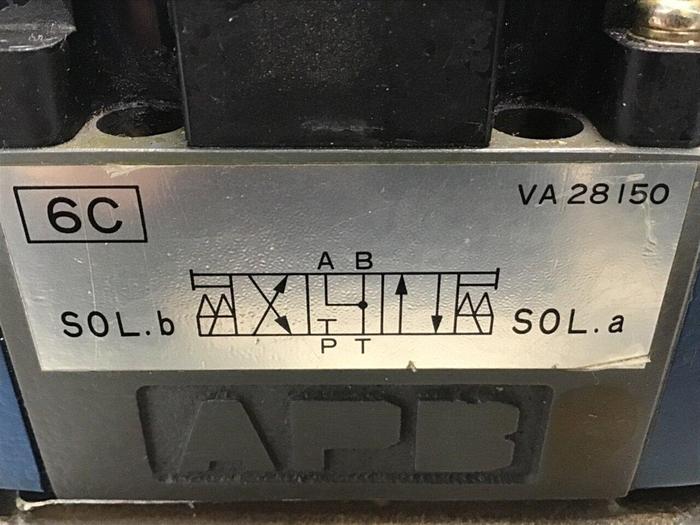 6C
VA 28150
A B
SOL.b
SOL.a
P T
APB